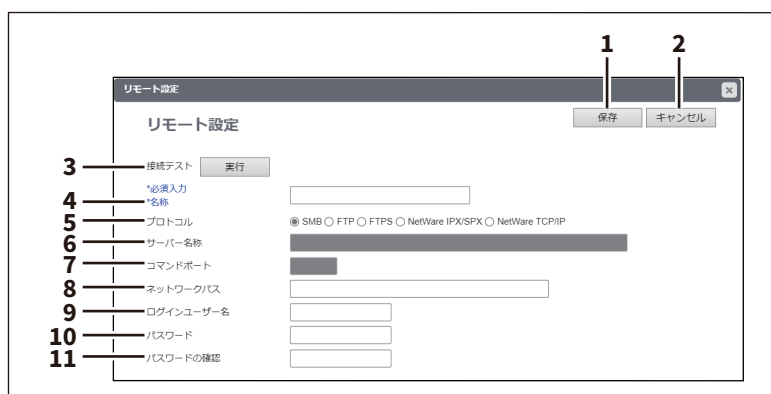 1 2
リモート設定
リモート設定
保存 キャンセル
3 接続テスト 実行
*必須入力
4 *名称
5 プロトコル SMB FTP FTPS NetWare IPX/SPX NetWare TCP/IP
6 サーバー名称
7 コマンドポート
8 ネットワークパス
9 ログインユーザー名
10 パスワード
11 パスワードの確認